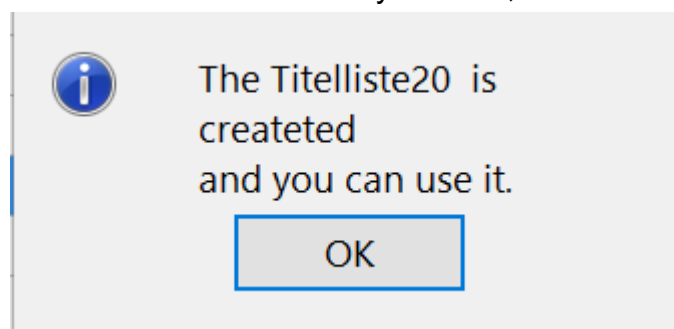 The Titelliste20  is
createted
and you can use it.
OK